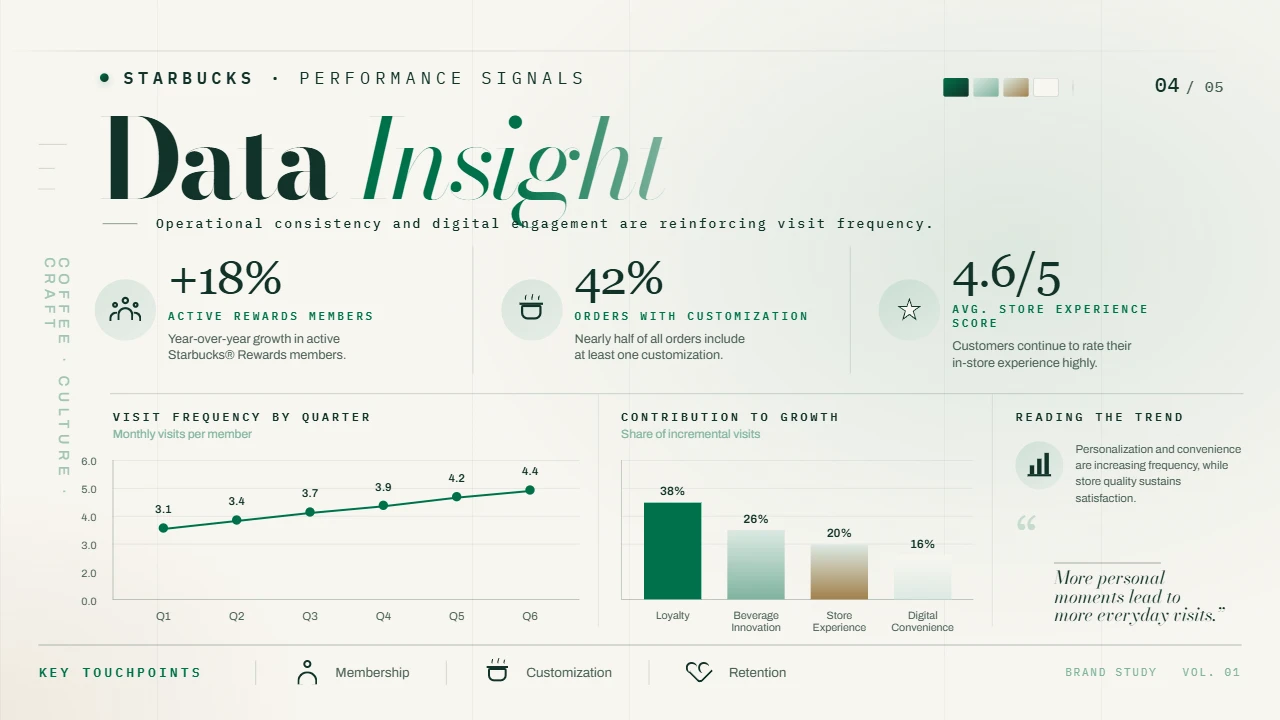 STARBUCKS · PERFORMANCE SIGNALS
04 / 05
Data Insight
Operational consistency and digital engagement are reinforcing visit frequency.
COFFEE · CULTURE ·
CRAFT
+18%
ACTIVE REWARDS MEMBERS
Year-over-year growth in active
Starbucks® Rewards members.
42%
ORDERS WITH CUSTOMIZATION
Nearly half of all orders include
at least one customization.
4.6/5
AVG. STORE EXPERIENCE
SCORE
Customers continue to rate their
in-store experience highly.
VISIT FREQUENCY BY QUARTER
Monthly visits per member
6.0
5.0
4.0
3.0
2.0
0.0
3.1
3.4
3.7
3.9
4.2
4.4
Q1
Q2
Q3
Q4
Q5
Q6
CONTRIBUTION TO GROWTH
Share of incremental visits
38%
26%
20%
16%
Loyalty
Beverage
Innovation
Store
Experience
Digital
Convenience
READING THE TREND
Personalization and convenience
are increasing frequency, while
store quality sustains
satisfaction.
“
More personal
moments lead to
more everyday visits.”
KEY TOUCHPOINTS
Membership
Customization
Retention
BRAND STUDY VOL. 01